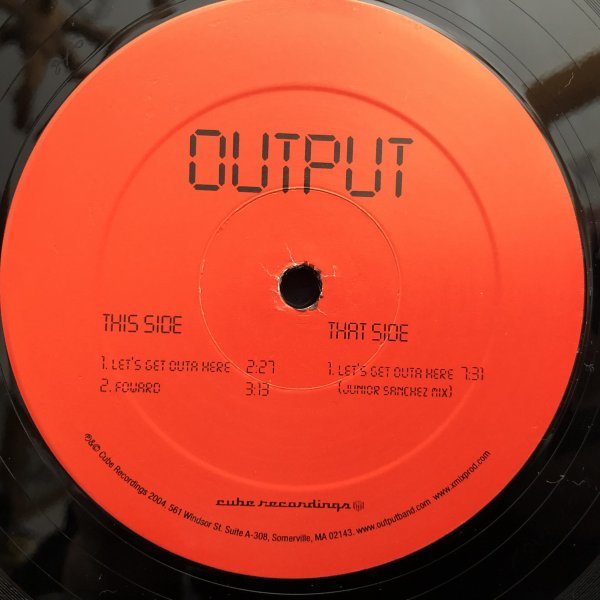 OUTPUT
THIS SIDE
1. LET'S GET OUTA HERE 2:27
2. FOWARD 3:13
THAT SIDE
1. LET'S GET OUTA HERE 7:31
(JUNIOR SANCHEZ MIX)
cube recordings
℗&© Cube Recordings 2004, 561 Windsor St. Suite A-308, Somerville, MA 02143. www.outputband.com. www.xmixprod.com